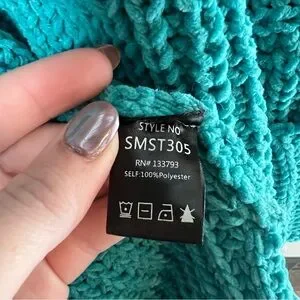 STYLE NO
SMST305
RN# 133793
SELF:100%Polyester